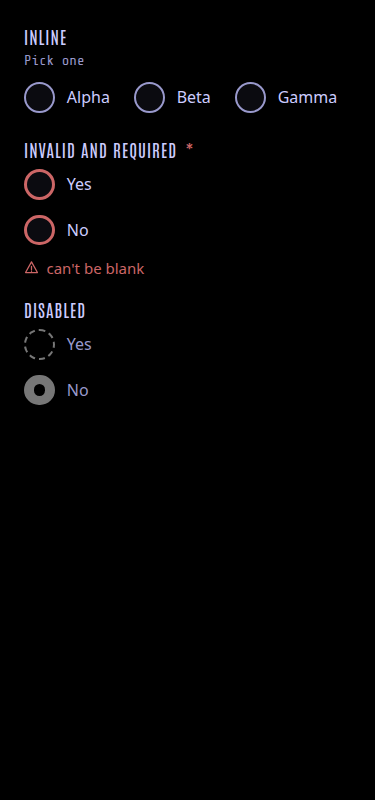 INLINE
Pick one
Alpha Beta Gamma
INVALID AND REQUIRED *
Yes
No
can't be blank
DISABLED
Yes
No